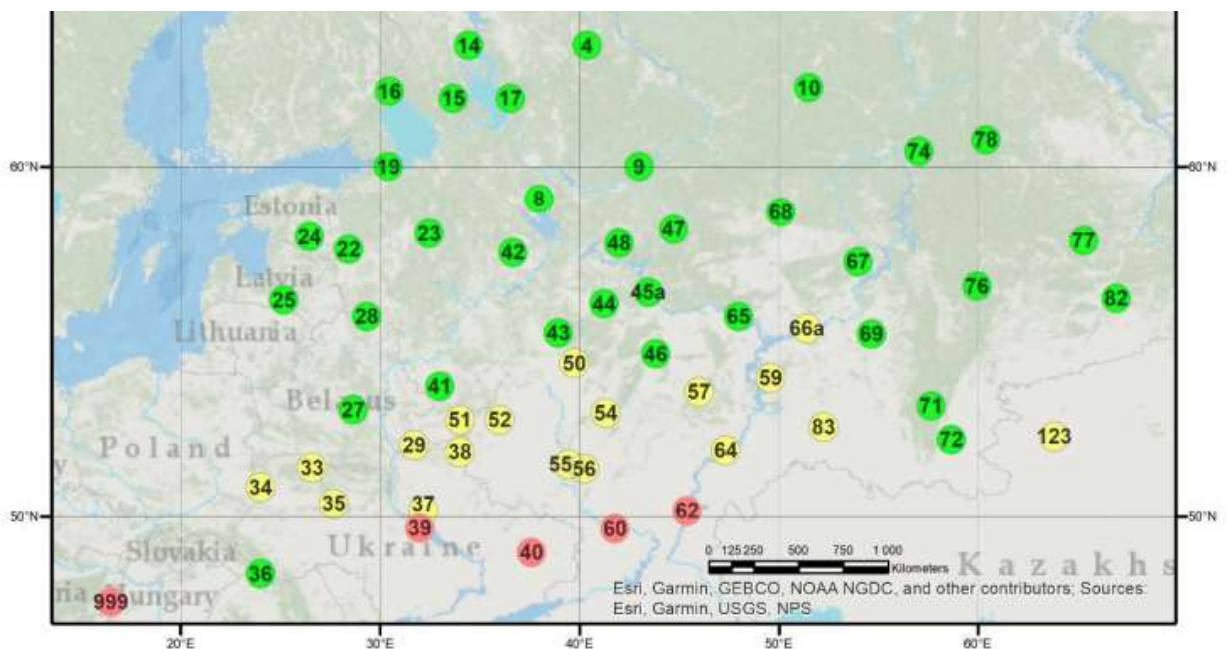 14 4
16 15 17 10
78
74
60°N 19 9 60°N
8
Estonia 68
24 22 23 42 48 47 77
67
Latvia
25 44 45a 76 82
28 65
Lithuania 43 66a 69
50 46
41 59
Belarus 27 57 71
51 52 54 83
Poland 29 38 64 72 123
33 55 56
34 35 37
50°N 39 62 50°N
Slovakia Ukraine 40 60
36 0 125 250 500 750 1 000 Kazakhs
Kilometers
999 Hungary
Esri, Garmin, GEBCO, NOAA NGDC, and other contributors; Sources:
Esri, Garmin, USGS, NPS
20°E 30°E 40°E 50°E 60°E